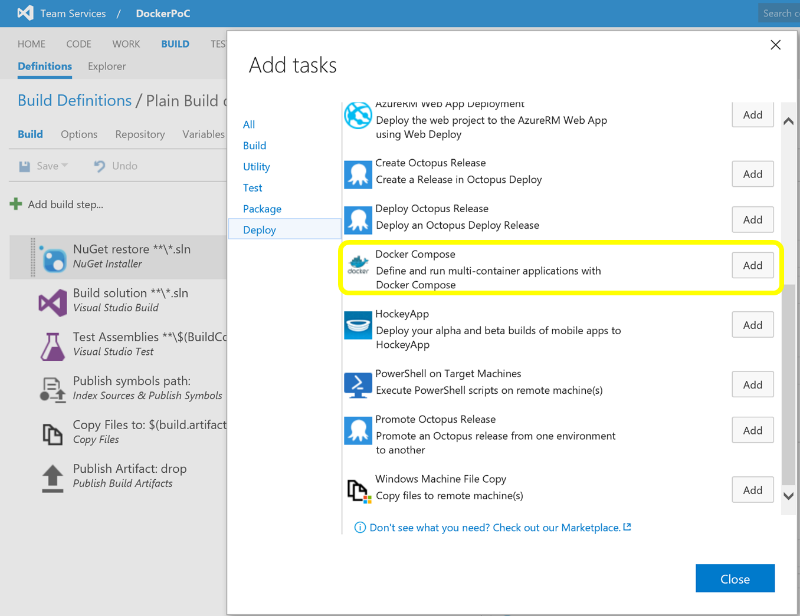 Team Services / DockerPoC
Search co
HOME CODE WORK BUILD TES
Definitions Explorer
Build Definitions / Plain Build d
Build Options Repository Variables
Save Undo
Add build step...
NuGet restore **\*.sln
NuGet Installer
Build solution **\*.sln
Visual Studio Build
Test Assemblies **\$(BuildCo
Visual Studio Test
Publish symbols path:
Index Sources & Publish Symbols
Copy Files to: $(build.artifact
Copy Files
Publish Artifact: drop
Publish Build Artifacts
Add tasks
All
Build
Utility
Test
Package
Deploy
AzureRM Web App Deployment
Deploy the web project to the AzureRM Web App
using Web Deploy
Add
Create Octopus Release
Create a Release in Octopus Deploy
Add
Deploy Octopus Release
Deploy an Octopus Deploy Release
Add
docker
Docker Compose
Define and run multi-container applications with
Docker Compose
Add
HockeyApp
Deploy your alpha and beta builds of mobile apps to
HockeyApp
Add
PowerShell on Target Machines
Execute PowerShell scripts on remote machine(s)
Add
Promote Octopus Release
Promote an Octopus release from one environment
to another
Add
Windows Machine File Copy
Copy files to remote machine(s)
Add
Don't see what you need? Check out our Marketplace.
Close